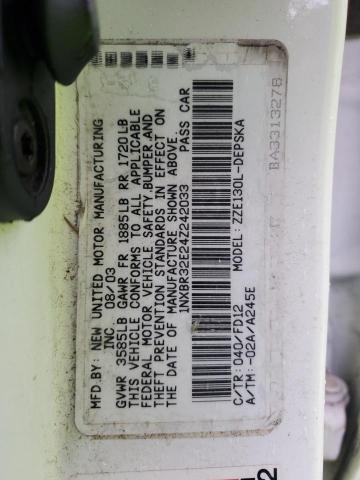 MFD.BY: NEW UNITED MOTOR MANUFACTURING
INC. 08/03
GVWR 3585LB GAWR FR 1885LB RR 1720LB
THIS VEHICLE CONFORMS TO ALL APPLICABLE
FEDERAL MOTOR VEHICLE SAFETY,BUMPER,AND
THEFT PREVENTION STANDARDS IN EFFECT ON
THE DATE OF MANUFACTURE SHOWN ABOVE.
1NXBR32E24Z242033 PASS CAR
C/TR: 040/FD12 MODEL: ZZE130L-DEPSKA
A/TM: -02A/A245E
BA3313278
2